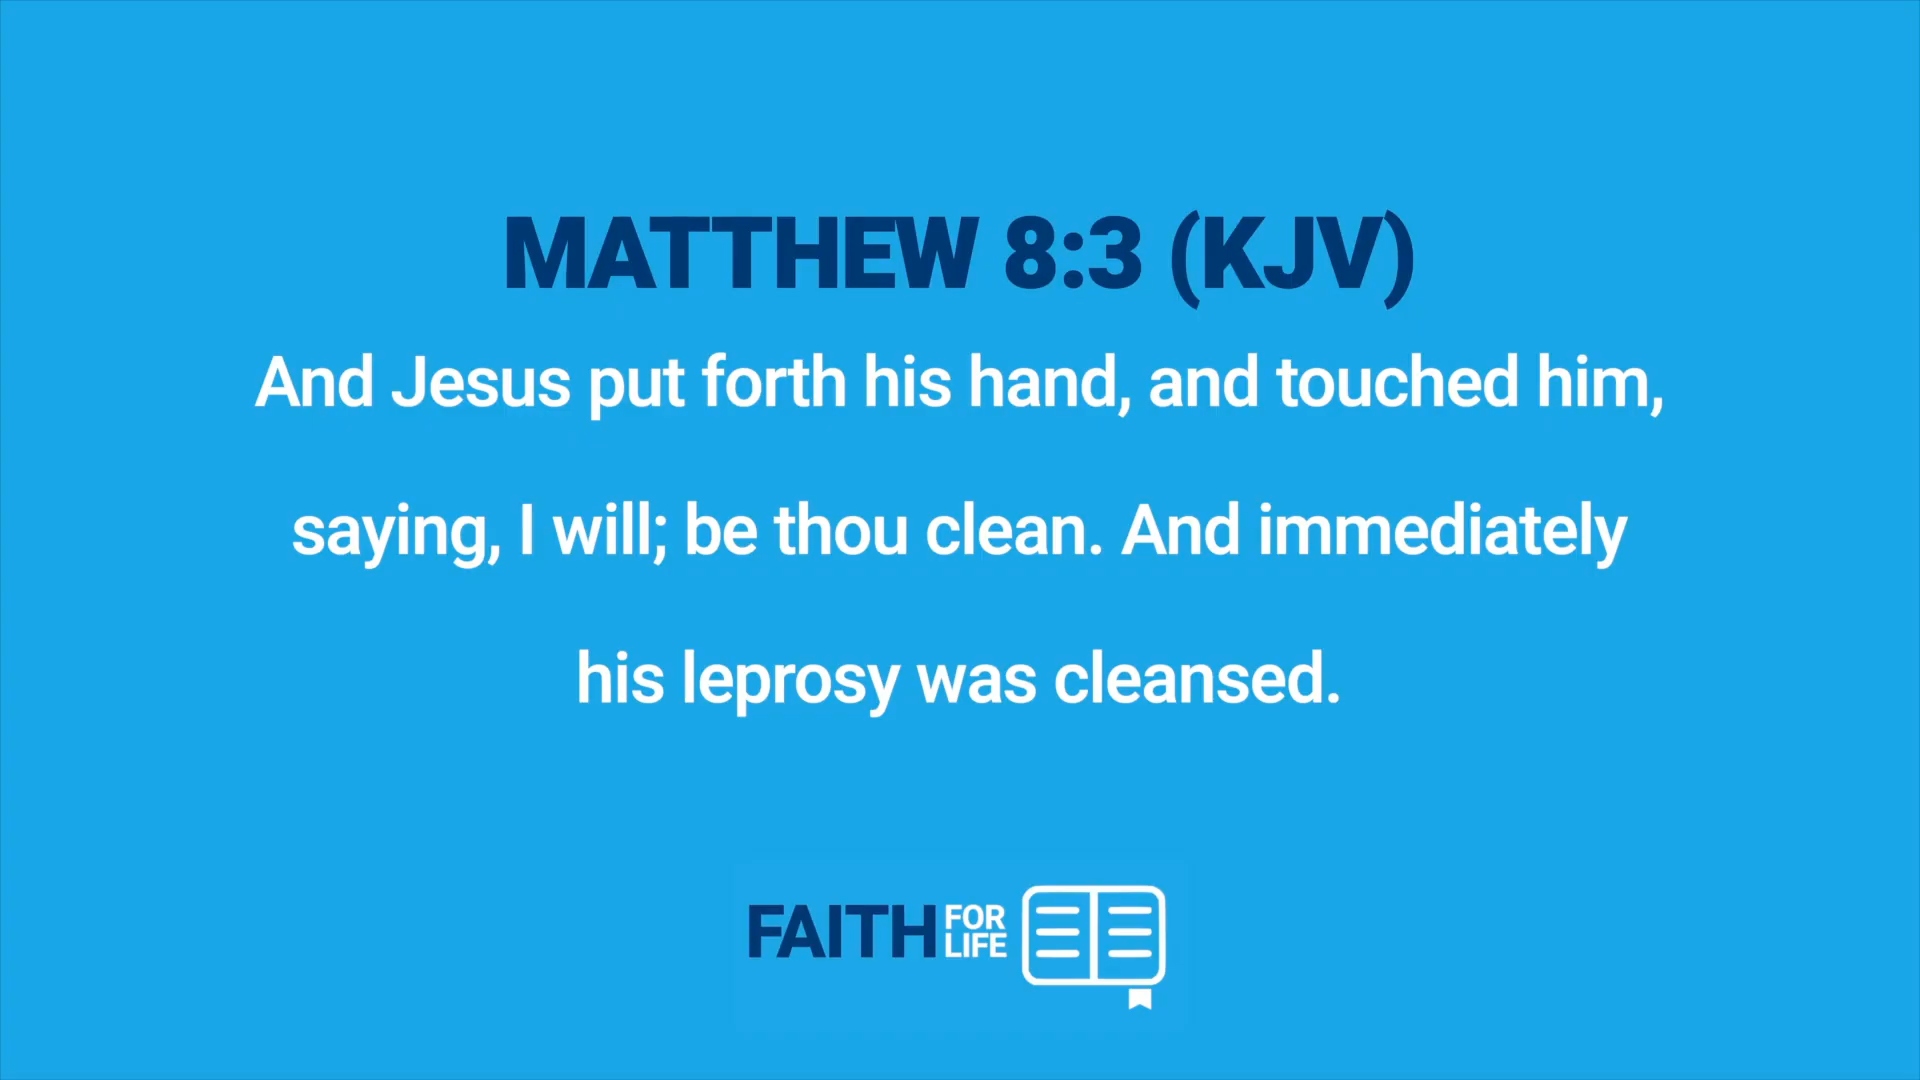 MATTHEW 8:3 (KJV)
And Jesus put forth his hand, and touched him,
saying, I will; be thou clean. And immediately
his leprosy was cleansed.
FAITH FOR LIFE